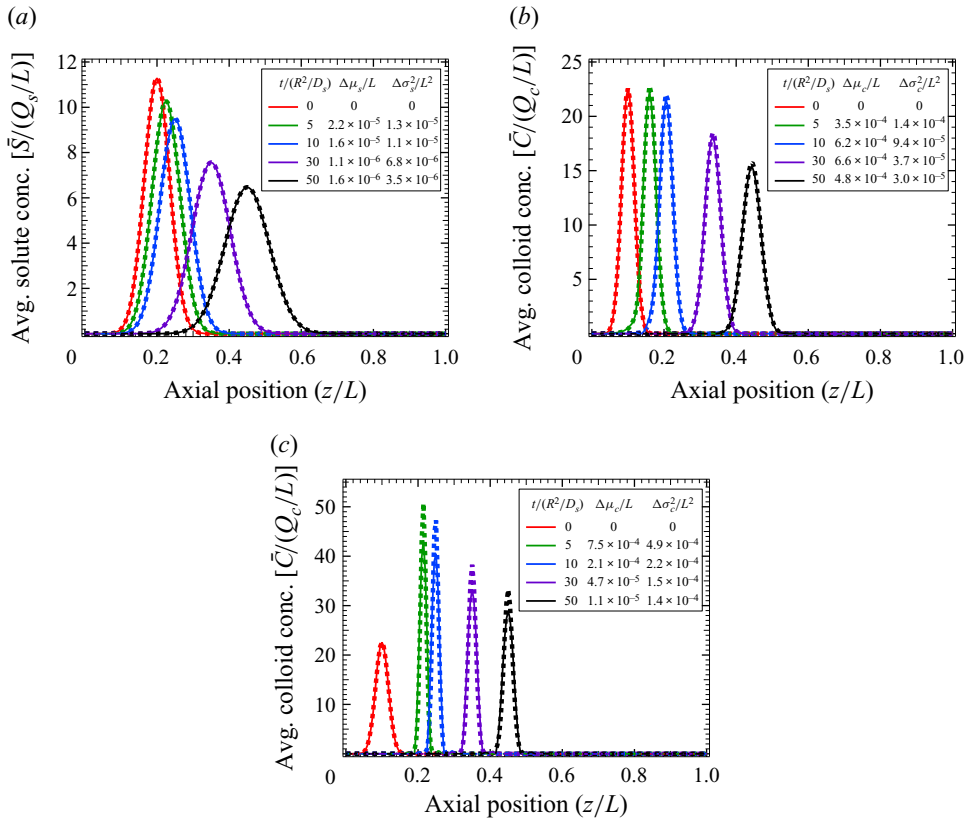 (a)
Avg. solute conc. [S̄/(Q_s/L)]
12
10
8
6
4
2
0
0.2
0.4
0.6
0.8
1.0
Axial position (z/L)
t/(R²/D_s) Δμ_s/L Δσ_s²/L²
0 0 0
5 2.2 × 10⁻⁵ 1.3 × 10⁻⁵
10 1.6 × 10⁻⁵ 1.1 × 10⁻⁵
30 1.1 × 10⁻⁶ 6.8 × 10⁻⁶
50 1.6 × 10⁻⁶ 3.5 × 10⁻⁶
(b)
Avg. colloid conc. [C̄/(Q_c/L)]
25
20
15
10
5
0
0.2
0.4
0.6
0.8
1.0
Axial position (z/L)
t/(R²/D_s) Δμ_c/L Δσ_c²/L²
0 0 0
5 3.5 × 10⁻⁴ 1.4 × 10⁻⁴
10 6.2 × 10⁻⁴ 9.4 × 10⁻⁵
30 6.6 × 10⁻⁴ 3.7 × 10⁻⁵
50 4.8 × 10⁻⁴ 3.0 × 10⁻⁵
(c)
Avg. colloid conc. [C̄/(Q_c/L)]
50
40
30
20
10
0
0.2
0.4
0.6
0.8
1.0
Axial position (z/L)
t/(R²/D_s) Δμ_c/L Δσ_c²/L²
0 0 0
5 7.5 × 10⁻⁴ 4.9 × 10⁻⁴
10 2.1 × 10⁻⁴ 2.2 × 10⁻⁴
30 4.7 × 10⁻⁵ 1.5 × 10⁻⁴
50 1.1 × 10⁻⁵ 1.4 × 10⁻⁴